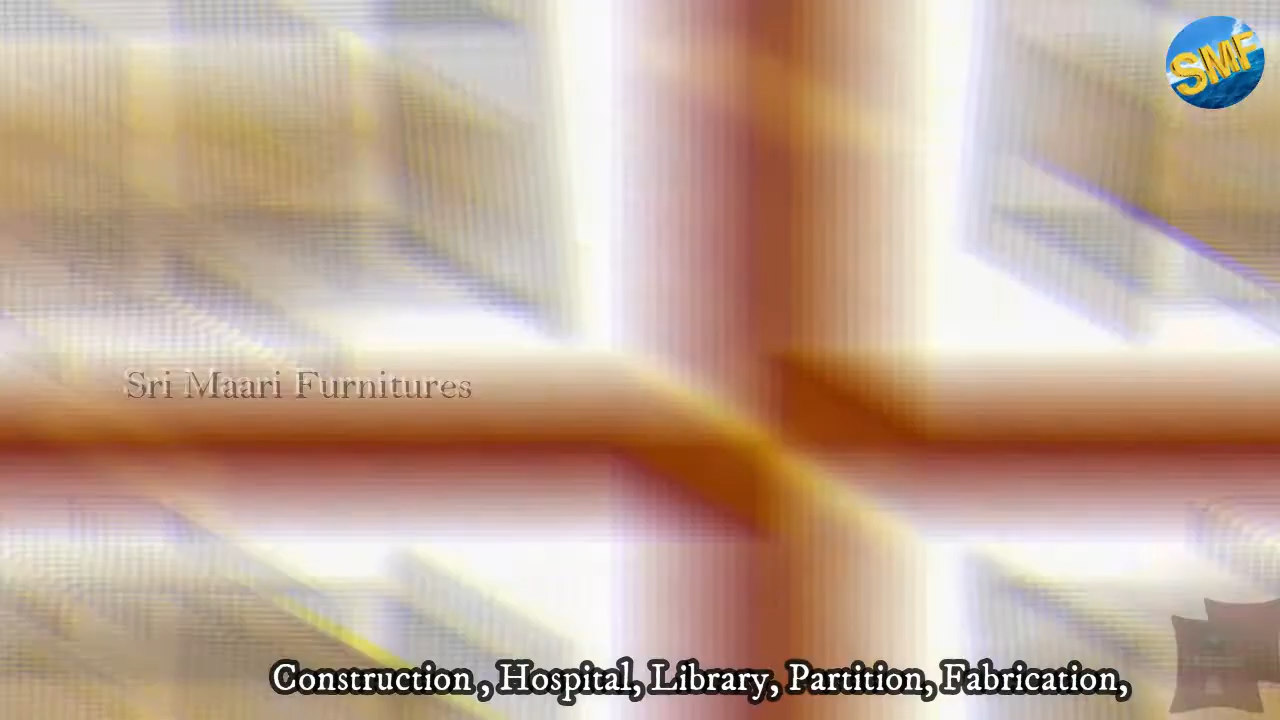 SMF
Sri Maari Furnitures
Construction , Hospital, Library, Partition, Fabrication,